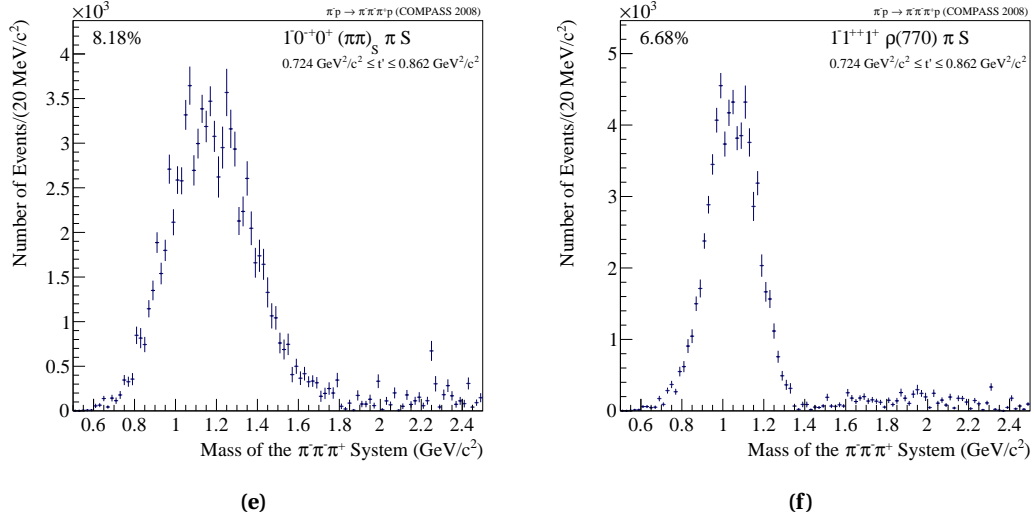 π⁻p → π⁻π⁻π⁺p (COMPASS 2008)
×10³
8.18%
1⁻0⁻⁺0⁺ (ππ)_S π S
0.724 GeV²/c² ≤ t' ≤ 0.862 GeV²/c²
Number of Events/(20 MeV/c²)
4
3.5
3
2.5
2
1.5
1
0.5
0
0.6 0.8 1 1.2 1.4 1.6 1.8 2 2.2 2.4
Mass of the π⁻π⁻π⁺ System (GeV/c²)
(e)
π⁻p → π⁻π⁻π⁺p (COMPASS 2008)
×10³
6.68%
1⁻1⁺⁺1⁺ ρ(770) π S
0.724 GeV²/c² ≤ t' ≤ 0.862 GeV²/c²
Number of Events/(20 MeV/c²)
5
4
3
2
1
0
0.6 0.8 1 1.2 1.4 1.6 1.8 2 2.2 2.4
Mass of the π⁻π⁻π⁺ System (GeV/c²)
(f)